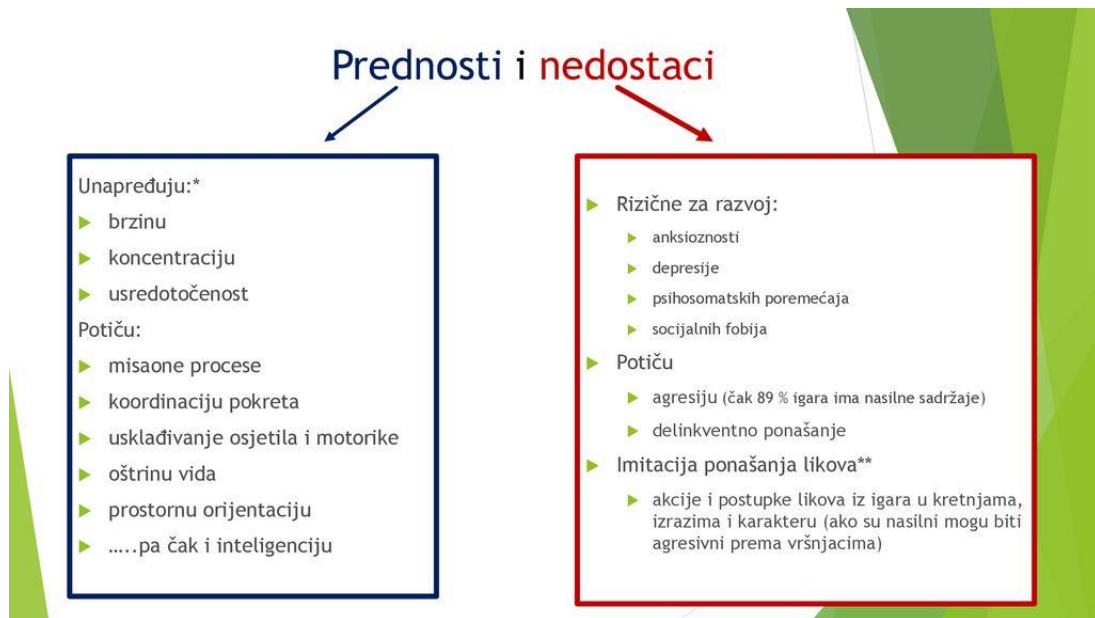 Prednosti i nedostaci
Unapređuju:*
brzinu
koncentraciju
usredotočenost
Potiču:
misaone procese
koordinaciju pokreta
usklađivanje osjetila i motorike
oštrinu vida
prostornu orijentaciju
…..pa čak i inteligenciju
Rizične za razvoj:
anksioznosti
depresije
psihosomatskih poremećaja
socijalnih fobija
Potiču
agresiju (čak 89 % igara ima nasilne sadržaje)
delinkventno ponašanje
Imitacija ponašanja likova**
akcije i postupke likova iz igara u kretnjama,
izrazima i karakteru (ako su nasilni mogu biti
agresivni prema vršnjacima)